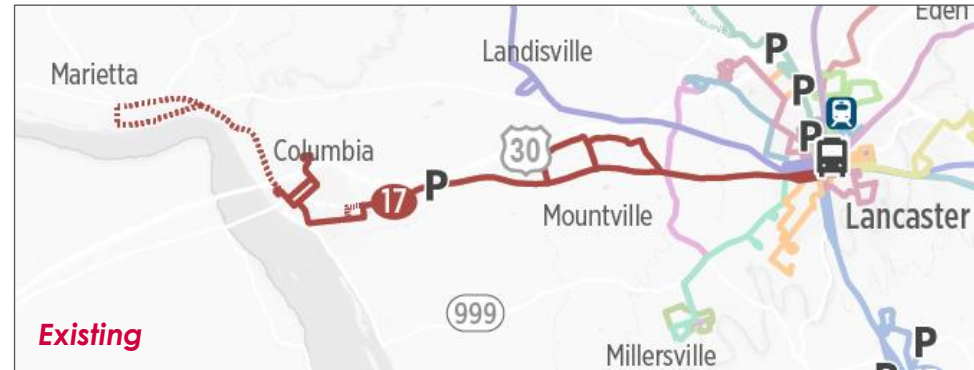 Eden
P
Landisville
Marietta
P
P
30
Columbia
P
17
Mountville
Lancaster
999
Existing
P
Millersville
P